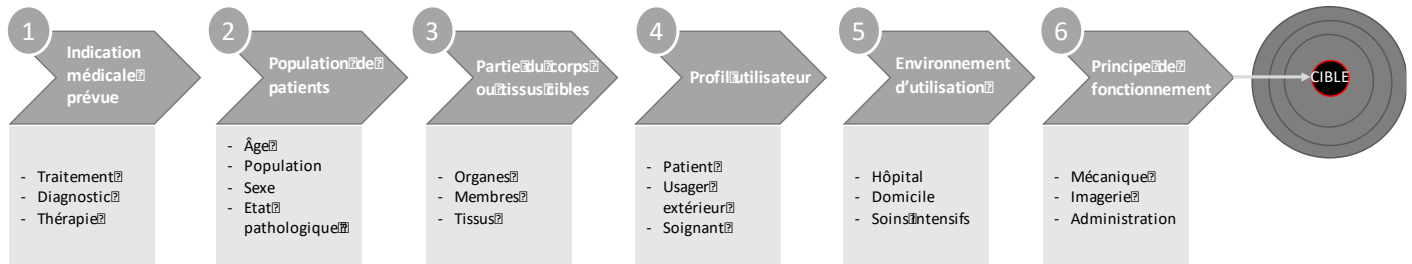 1
Indication
médicale
prévue
- Traitement
- Diagnostic
- Thérapie
2
Population de
patients
- Âge
- Population
- Sexe
- Etat
pathologique
3
Partie du corps
ou tissus cibles
- Organes
- Membres
- Tissus
4
Profil utilisateur
- Patient
- Usager
extérieur
- Soignant
5
Environnement
d’utilisation
- Hôpital
- Domicile
- Soins Intensifs
6
Principe de
fonctionnement
- Mécanique
- Imagerie
- Administration
CIBLE